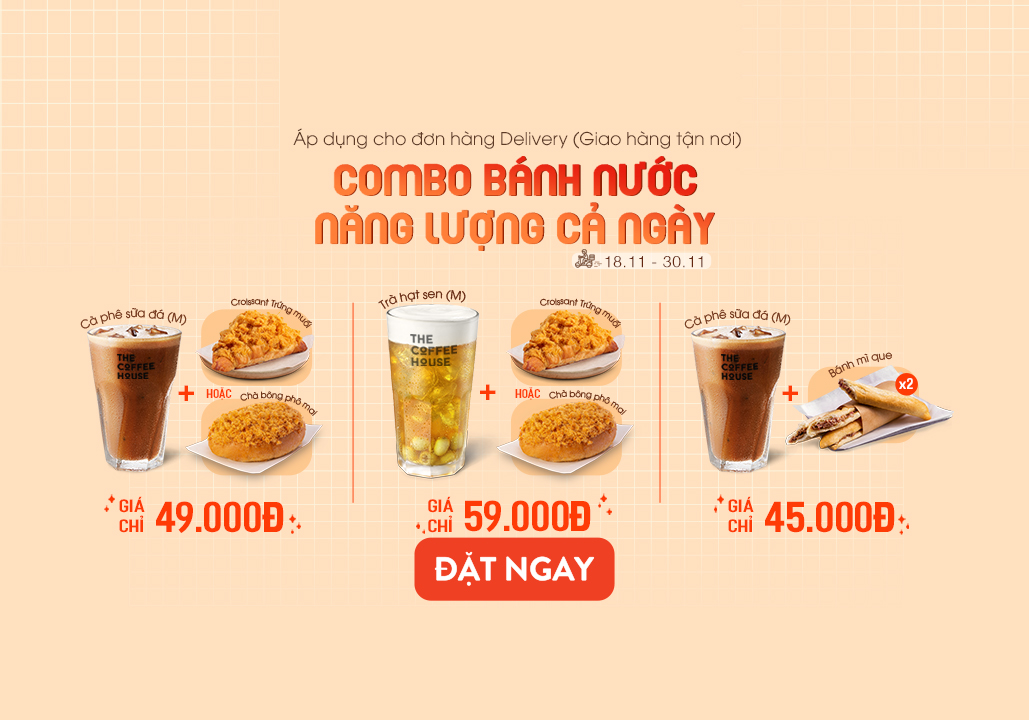 Áp dụng cho đơn hàng Delivery (Giao hàng tận nơi)
COMBO BÁNH NƯỚC
NĂNG LƯỢNG CẢ NGÀY
18.11 - 30.11
Cà phê sữa đá (M)
THE
COFFEE
HOUSE
+
Croissant Trứng muối
HOẶC
Chà bông phô mai
GIÁ
CHỈ
49.000Đ
Trà hạt sen (M)
THE
COFFEE
HOUSE
+
Croissant Trứng muối
HOẶC
Chà bông phô mai
GIÁ
CHỈ
59.000Đ
Cà phê sữa đá (M)
THE
COFFEE
HOUSE
+
Bánh mì que
x2
GIÁ
CHỈ
45.000Đ
ĐẶT NGAY